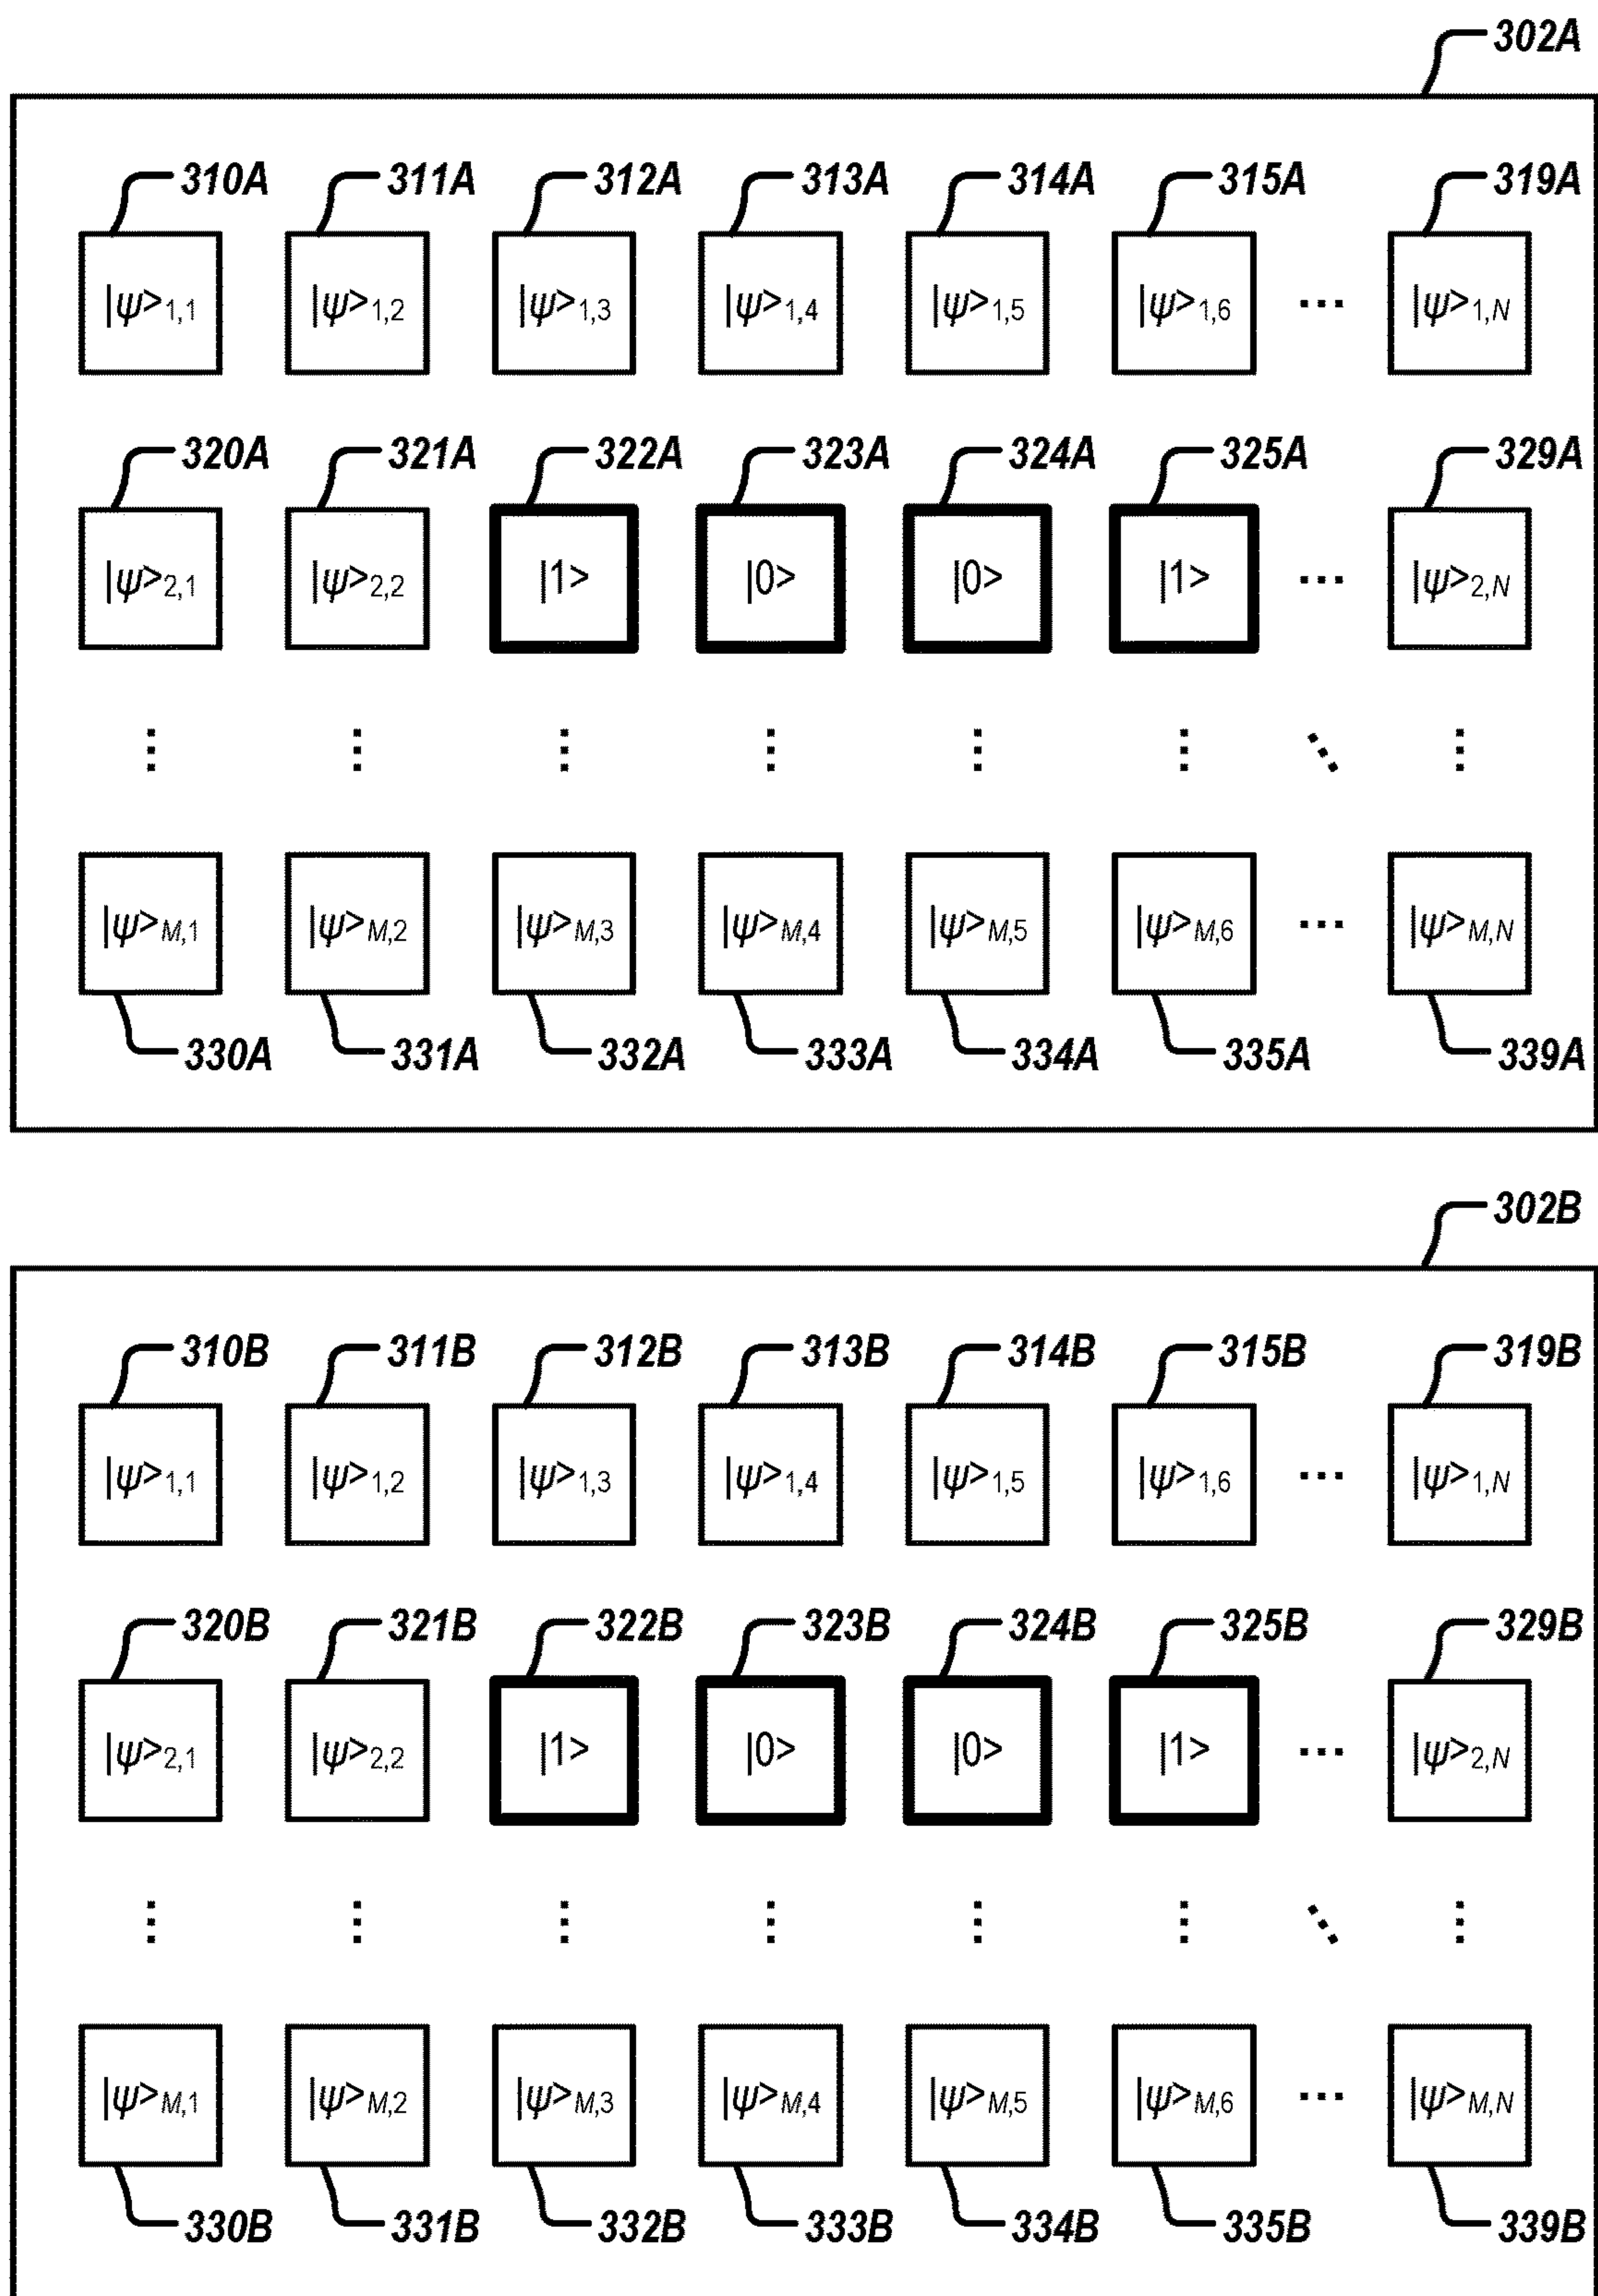 302A
310A 311A 312A 313A 314A 315A 319A
|ψ>1,1 |ψ>1,2 |ψ>1,3 |ψ>1,4 |ψ>1,5 |ψ>1,6 ... |ψ>1,N
320A 321A 322A 323A 324A 325A 329A
|ψ>2,1 |ψ>2,2 |1> |0> |0> |1> ... |ψ>2,N
|ψ>M,1 |ψ>M,2 |ψ>M,3 |ψ>M,4 |ψ>M,5 |ψ>M,6 ... |ψ>M,N
330A 331A 332A 333A 334A 335A 339A
302B
310B 311B 312B 313B 314B 315B 319B
|ψ>1,1 |ψ>1,2 |ψ>1,3 |ψ>1,4 |ψ>1,5 |ψ>1,6 ... |ψ>1,N
320B 321B 322B 323B 324B 325B 329B
|ψ>2,1 |ψ>2,2 |1> |0> |0> |1> ... |ψ>2,N
|ψ>M,1 |ψ>M,2 |ψ>M,3 |ψ>M,4 |ψ>M,5 |ψ>M,6 ... |ψ>M,N
330B 331B 332B 333B 334B 335B 339B